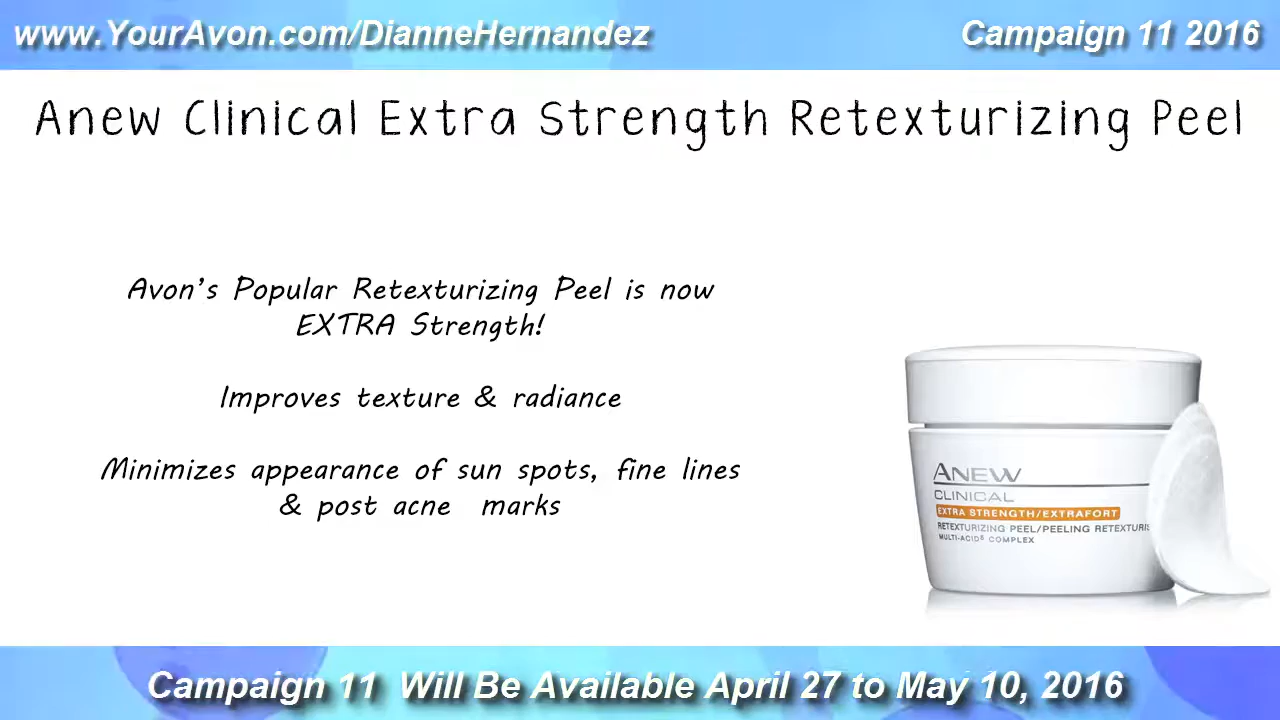 www.YourAvon.com/DianneHernandez
Campaign 11 2016
Anew Clinical Extra Strength Retexturizing Peel
Avon's Popular Retexturizing Peel is now
EXTRA Strength!
Improves texture & radiance
Minimizes appearance of sun spots, fine lines
& post acne marks
ANEW
CLINICAL
EXTRA STRENGTH/EXTRAFORT
RETEXTURIZING PEEL/PEELING RETEXTURIS
MULTI-ACID⁸ COMPLEX
Campaign 11 Will Be Available April 27 to May 10, 2016